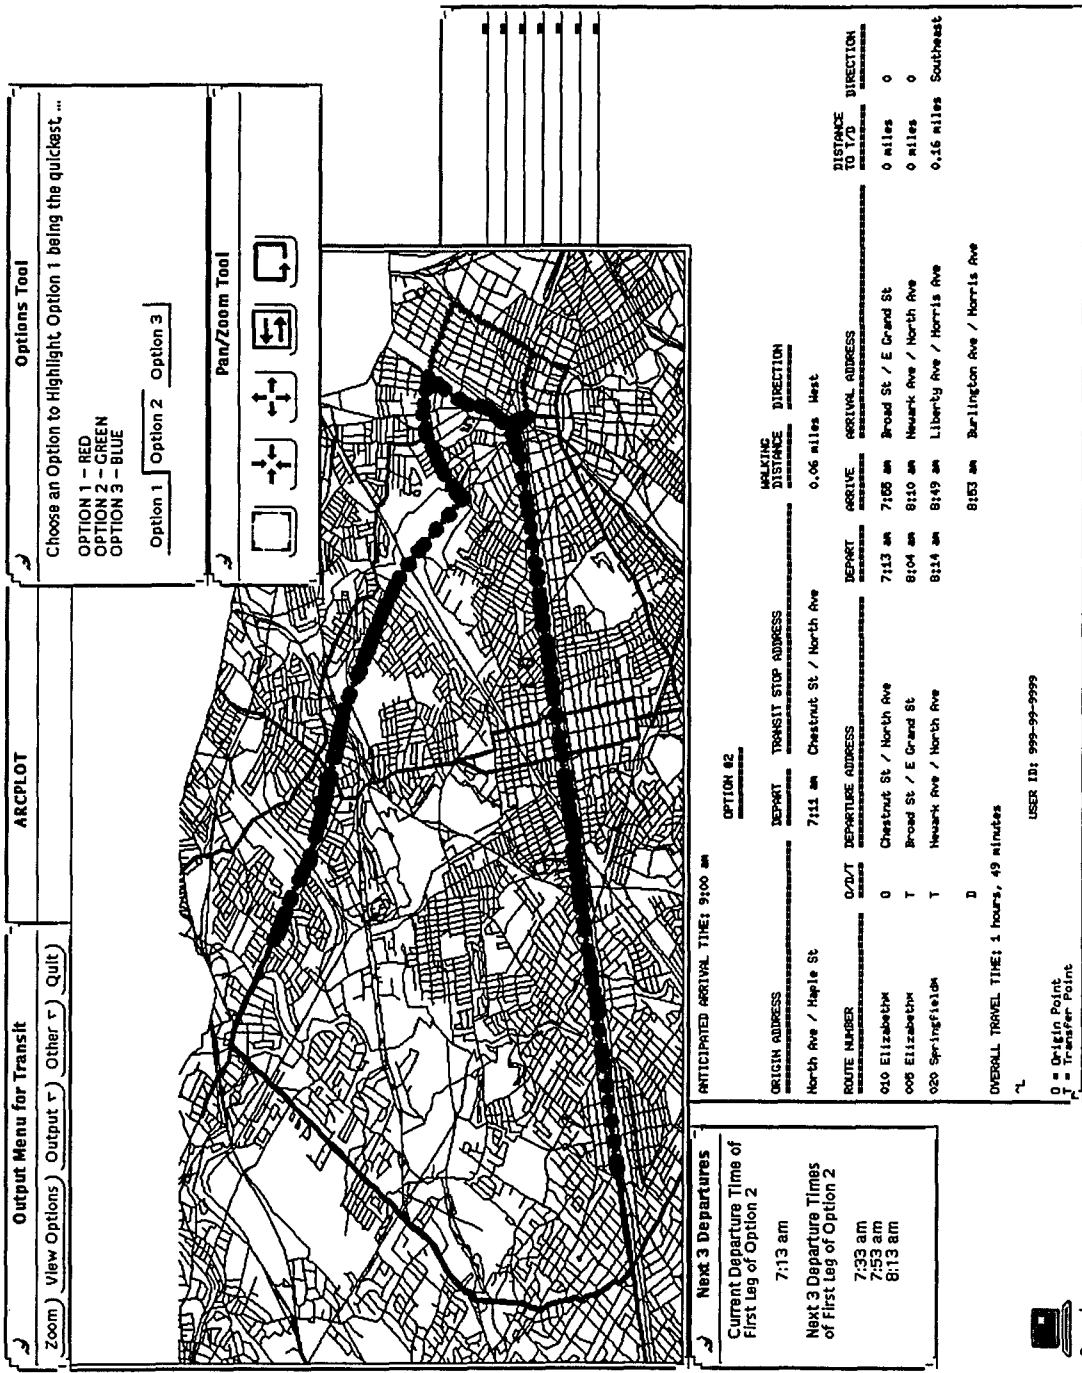 Output Menu for Transit
Zoom View Options Output Other Quit
ARCPLOT
Options Tool
Choose an Option to Highlight, Option 1 being the quickest, ...
OPTION 1 - RED
OPTION 2 - GREEN
OPTION 3 - BLUE
Option 1 Option 2 Option 3
Pan/Zoom Tool
Next 3 Departures
Current Departure Time of
First Leg of Option 2
7:13 am
Next 3 Departure Times
of First Leg of Option 2
7:33 am
7:53 am
8:13 am
ANTICIPATED ARRIVAL TIME: 9:00 am
OPTION #2
ORIGIN ADDRESS DEPART TRANSIT STOP ADDRESS WALKING DISTANCE DIRECTION
North Ave / Maple St 7:11 am Chestnut St / North Ave 0.06 miles West
ROUTE NUMBER O/D/T DEPARTURE ADDRESS DEPART ARRIVE ARRIVAL ADDRESS DISTANCE TO T/D DIRECTION
010 Elizabeth* O Chestnut St / North Ave 7:13 am 7:55 am Broad St / E Grand St 0 miles 0
005 Elizabeth* T Broad St / E Grand St 8:04 am 8:10 am Newark Ave / North Ave 0 miles 0
020 Springfield* T Newark Ave / North Ave 8:14 am 8:49 am Liberty Ave / Morris Ave 0.16 miles Southeast
D 8:53 am Burlington Ave / Morris Ave
OVERALL TRAVEL TIME: 1 hours, 49 minutes
^L
USER ID: 999-99-9999
O = Origin Point
T = Transfer Point